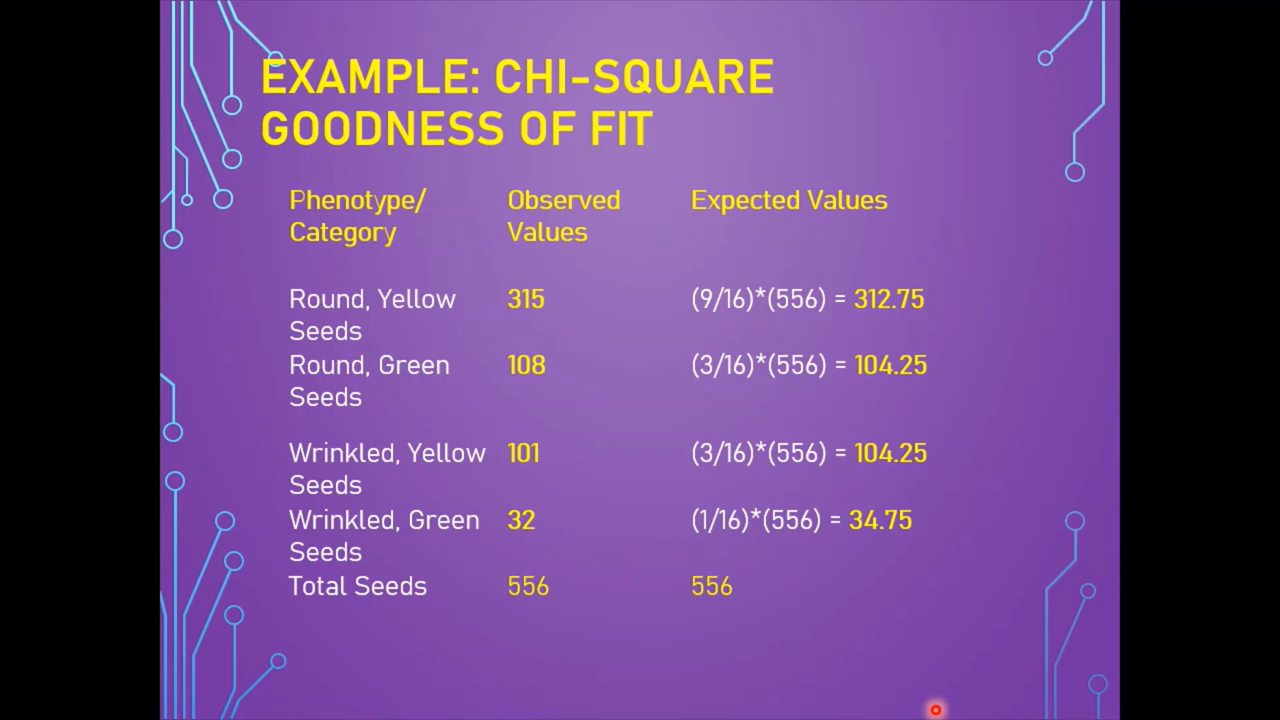 EXAMPLE: CHI-SQUARE
GOODNESS OF FIT
Phenotype/ Observed Expected Values
Category Values
Round, Yellow 315 (9/16)*(556) = 312.75
Seeds
Round, Green 108 (3/16)*(556) = 104.25
Seeds
Wrinkled, Yellow 101 (3/16)*(556) = 104.25
Seeds
Wrinkled, Green 32 (1/16)*(556) = 34.75
Seeds
Total Seeds 556 556